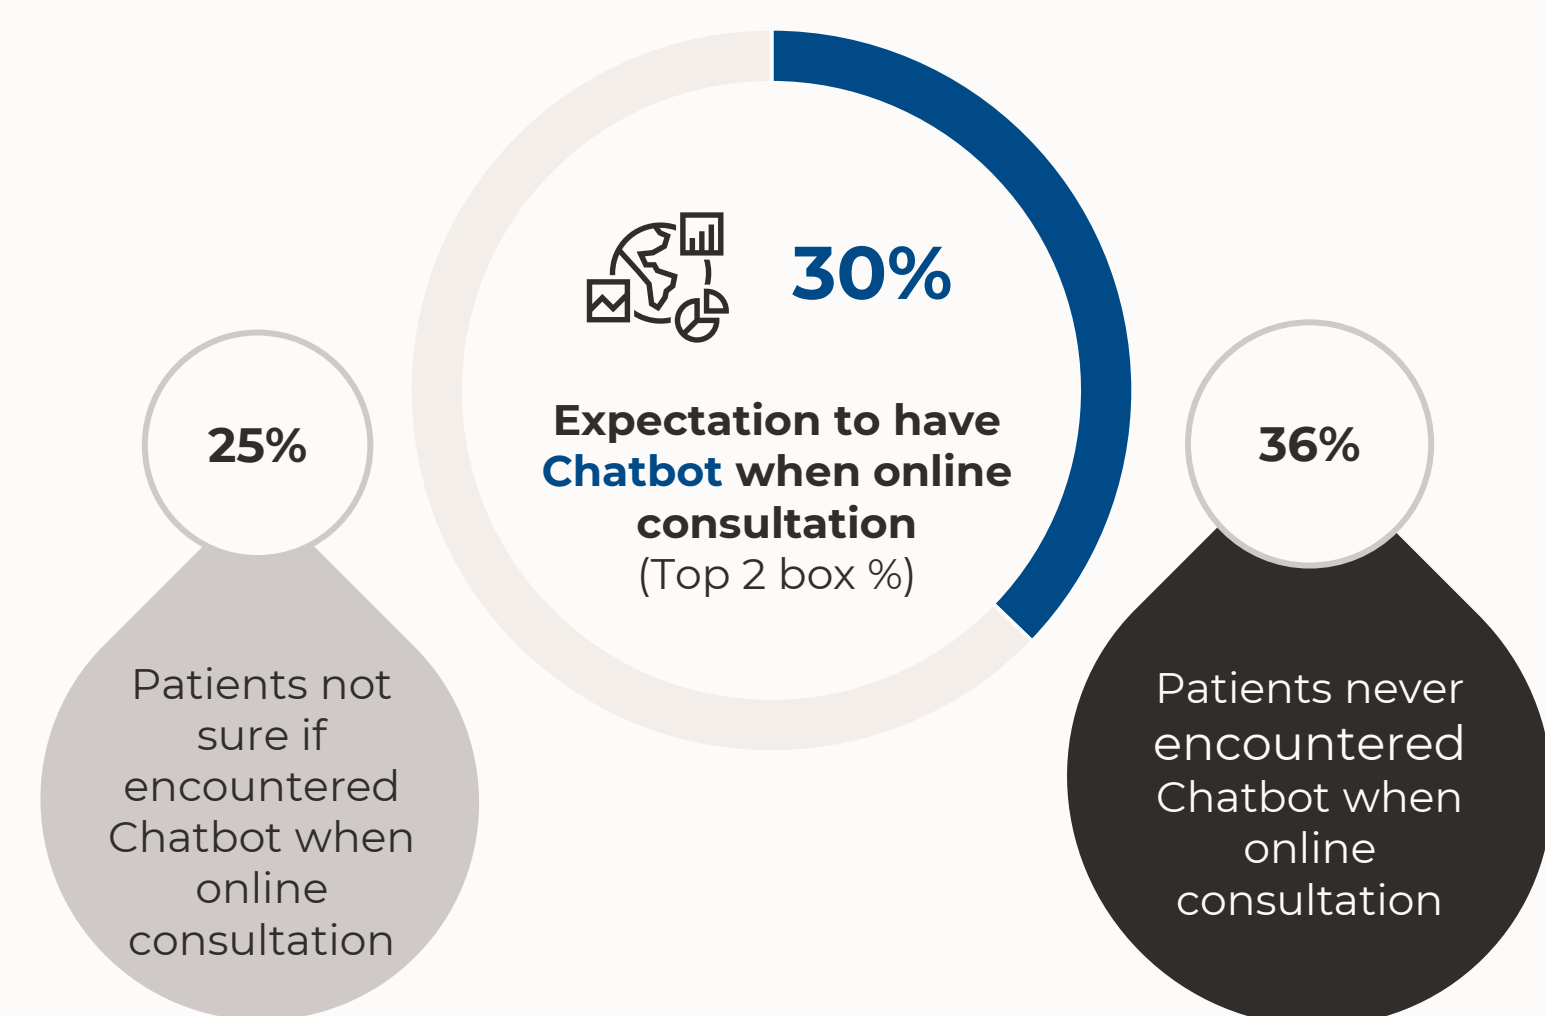 30%
Expectation to have
Chatbot when online
consultation
(Top 2 box %)
25%
Patients not
sure if
encountered
Chatbot when
online
consultation
36%
Patients never
encountered
Chatbot when
online
consultation